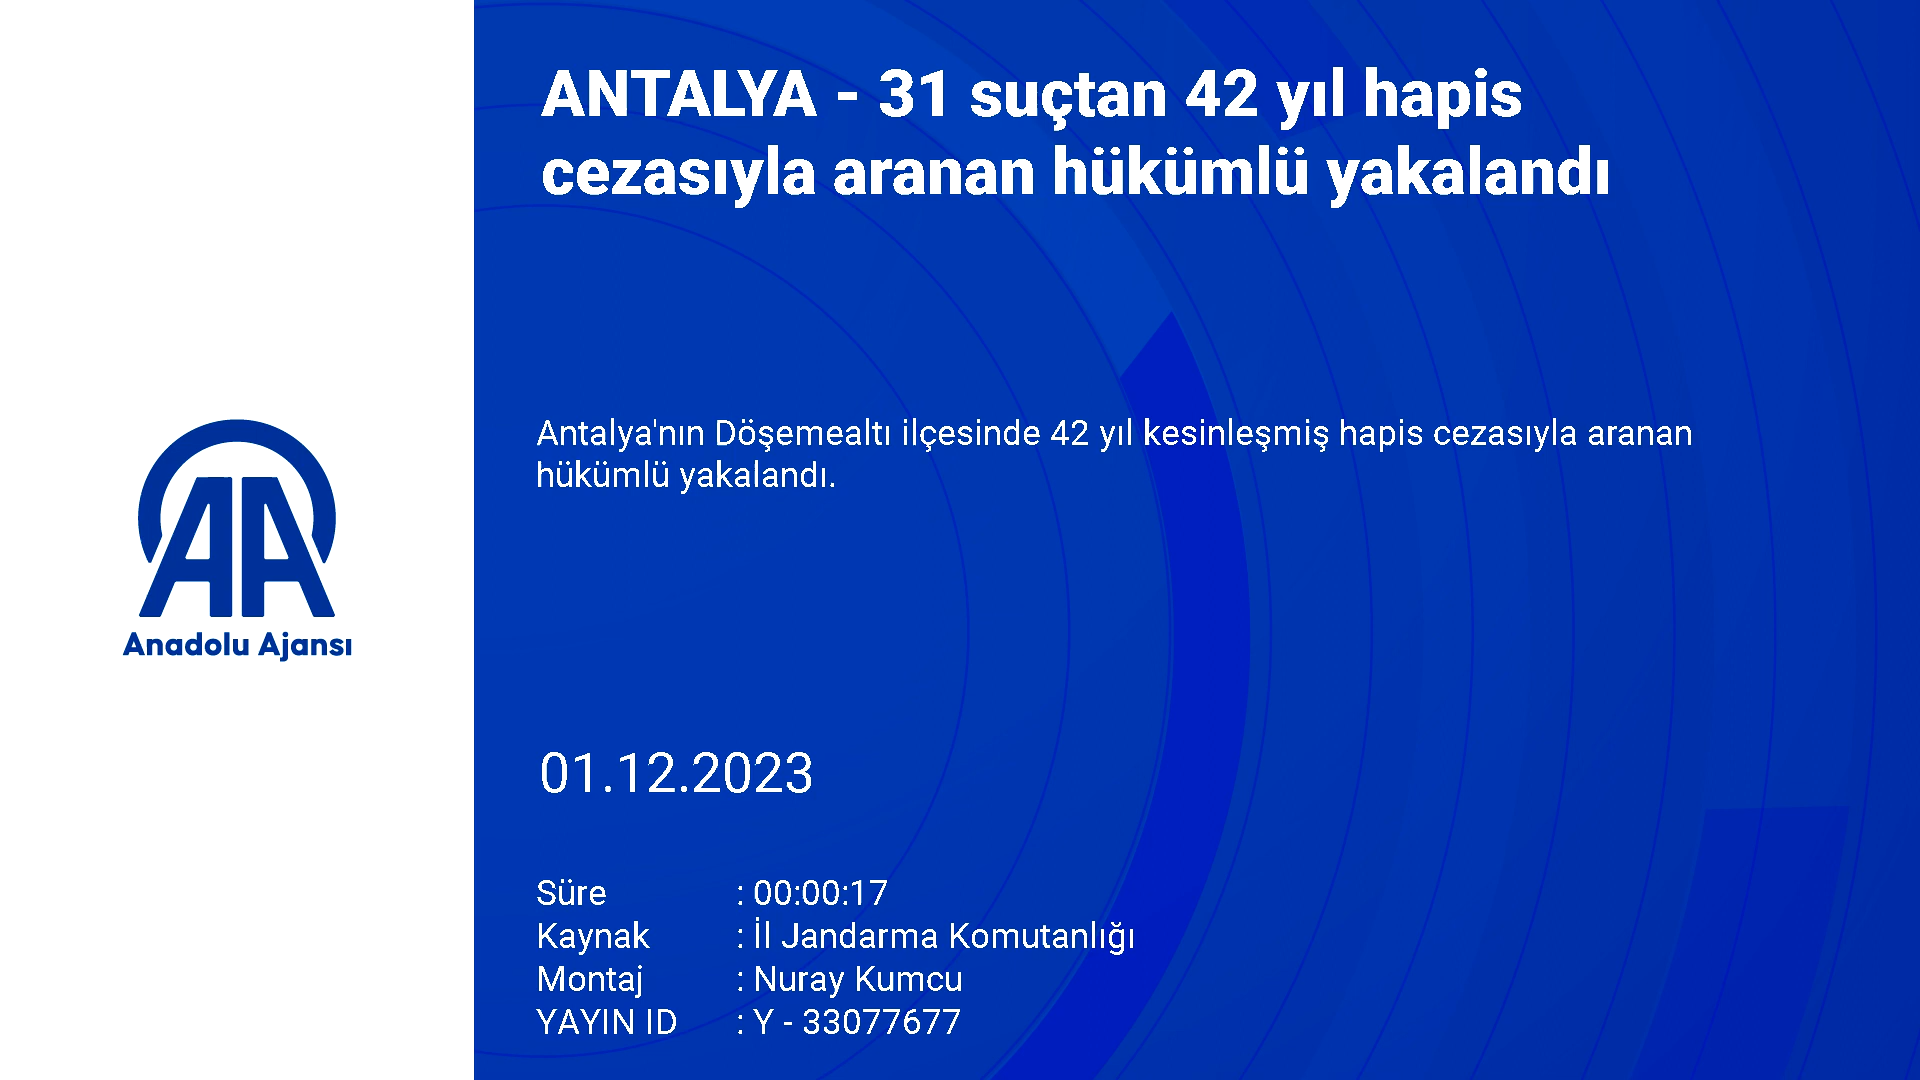 ANTALYA - 31 suçtan 42 yıl hapis
cezasıyla aranan hükümlü yakalandı
Antalya'nın Döşemealtı ilçesinde 42 yıl kesinleşmiş hapis cezasıyla aranan
hükümlü yakalandı.
AA
Anadolu Ajansı
01.12.2023
Süre : 00:00:17
Kaynak : İl Jandarma Komutanlığı
Montaj : Nuray Kumcu
YAYIN ID : Y - 33077677